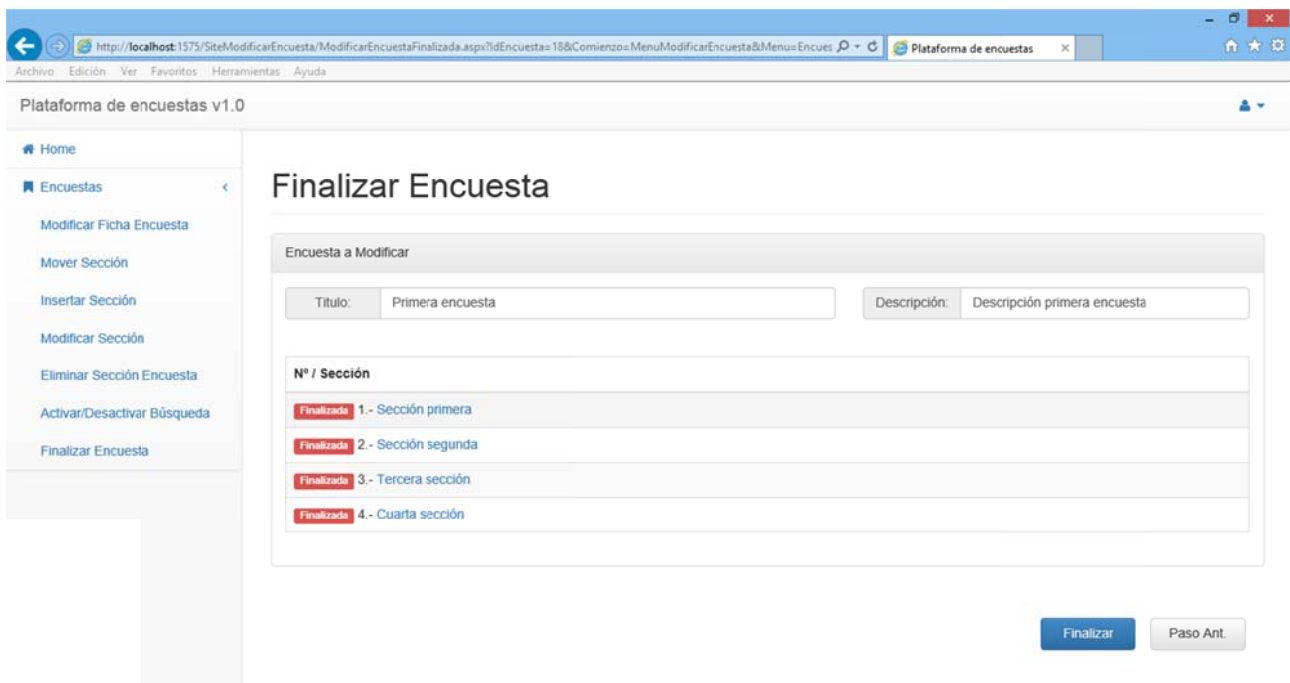 http://localhost:1575/SiteModificarEncuesta/ModificarEncuestaFinalizada.aspx?IdEncuesta=18&Comienzo=MenuModificarEncuesta&Menu=Encues
Plataforma de encuestas
Archivo Edición Ver Favoritos Herramientas Ayuda
Plataforma de encuestas v1.0
Home
Encuestas
Modificar Ficha Encuesta
Mover Sección
Insertar Sección
Modificar Sección
Eliminar Sección Encuesta
Activar/Desactivar Búsqueda
Finalizar Encuesta
Finalizar Encuesta
Encuesta a Modificar
Titulo: Primera encuesta
Descripción: Descripción primera encuesta
Nº / Sección
Finalizada 1.- Sección primera
Finalizada 2.- Sección segunda
Finalizada 3.- Tercera sección
Finalizada 4.- Cuarta sección
Finalizar Paso Ant.